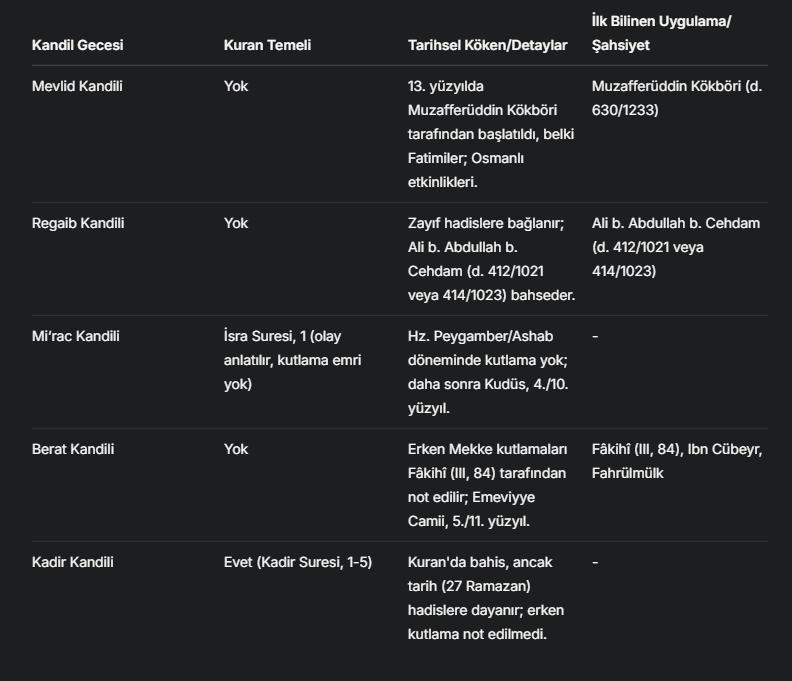 Kandil Gecesi
Kuran Temeli
Tarihsel Köken/Detaylar
İlk Bilinen Uygulama/
Şahsiyet
Mevlid Kandili
Yok
13. yüzyılda
Muzafferüddin Kökböri
tarafından başlatıldı, belki
Fatimiler; Osmanlı
etkinlikleri.
Muzafferüddin Kökböri (d.
630/1233)
Regaib Kandili
Yok
Zayıf hadislere bağlanır;
Ali b. Abdullah b.
Cehdam (d. 412/1021
veya 414/1023) bahseder.
Ali b. Abdullah b. Cehdam
(d. 412/1021 veya
414/1023)
Mi‘rac Kandili
İsra Suresi, 1 (olay
anlatılır, kutlama emri
yok)
Hz. Peygamber/Ashab
döneminde kutlama yok;
daha sonra Kudüs, 4./10.
yüzyıl.
-
Berat Kandili
Yok
Erken Mekke kutlamaları
Fâkihî (III, 84) tarafından
not edilir; Emeviyye
Camii, 5./11. yüzyıl.
Fâkihî (III, 84), Ibn Cübeyr,
Fahrülmülk
Kadir Kandili
Evet (Kadir Suresi, 1-5)
Kuran'da bahis, ancak
tarih (27 Ramazan)
hadislere dayanır; erken
kutlama not edilmedi.
-